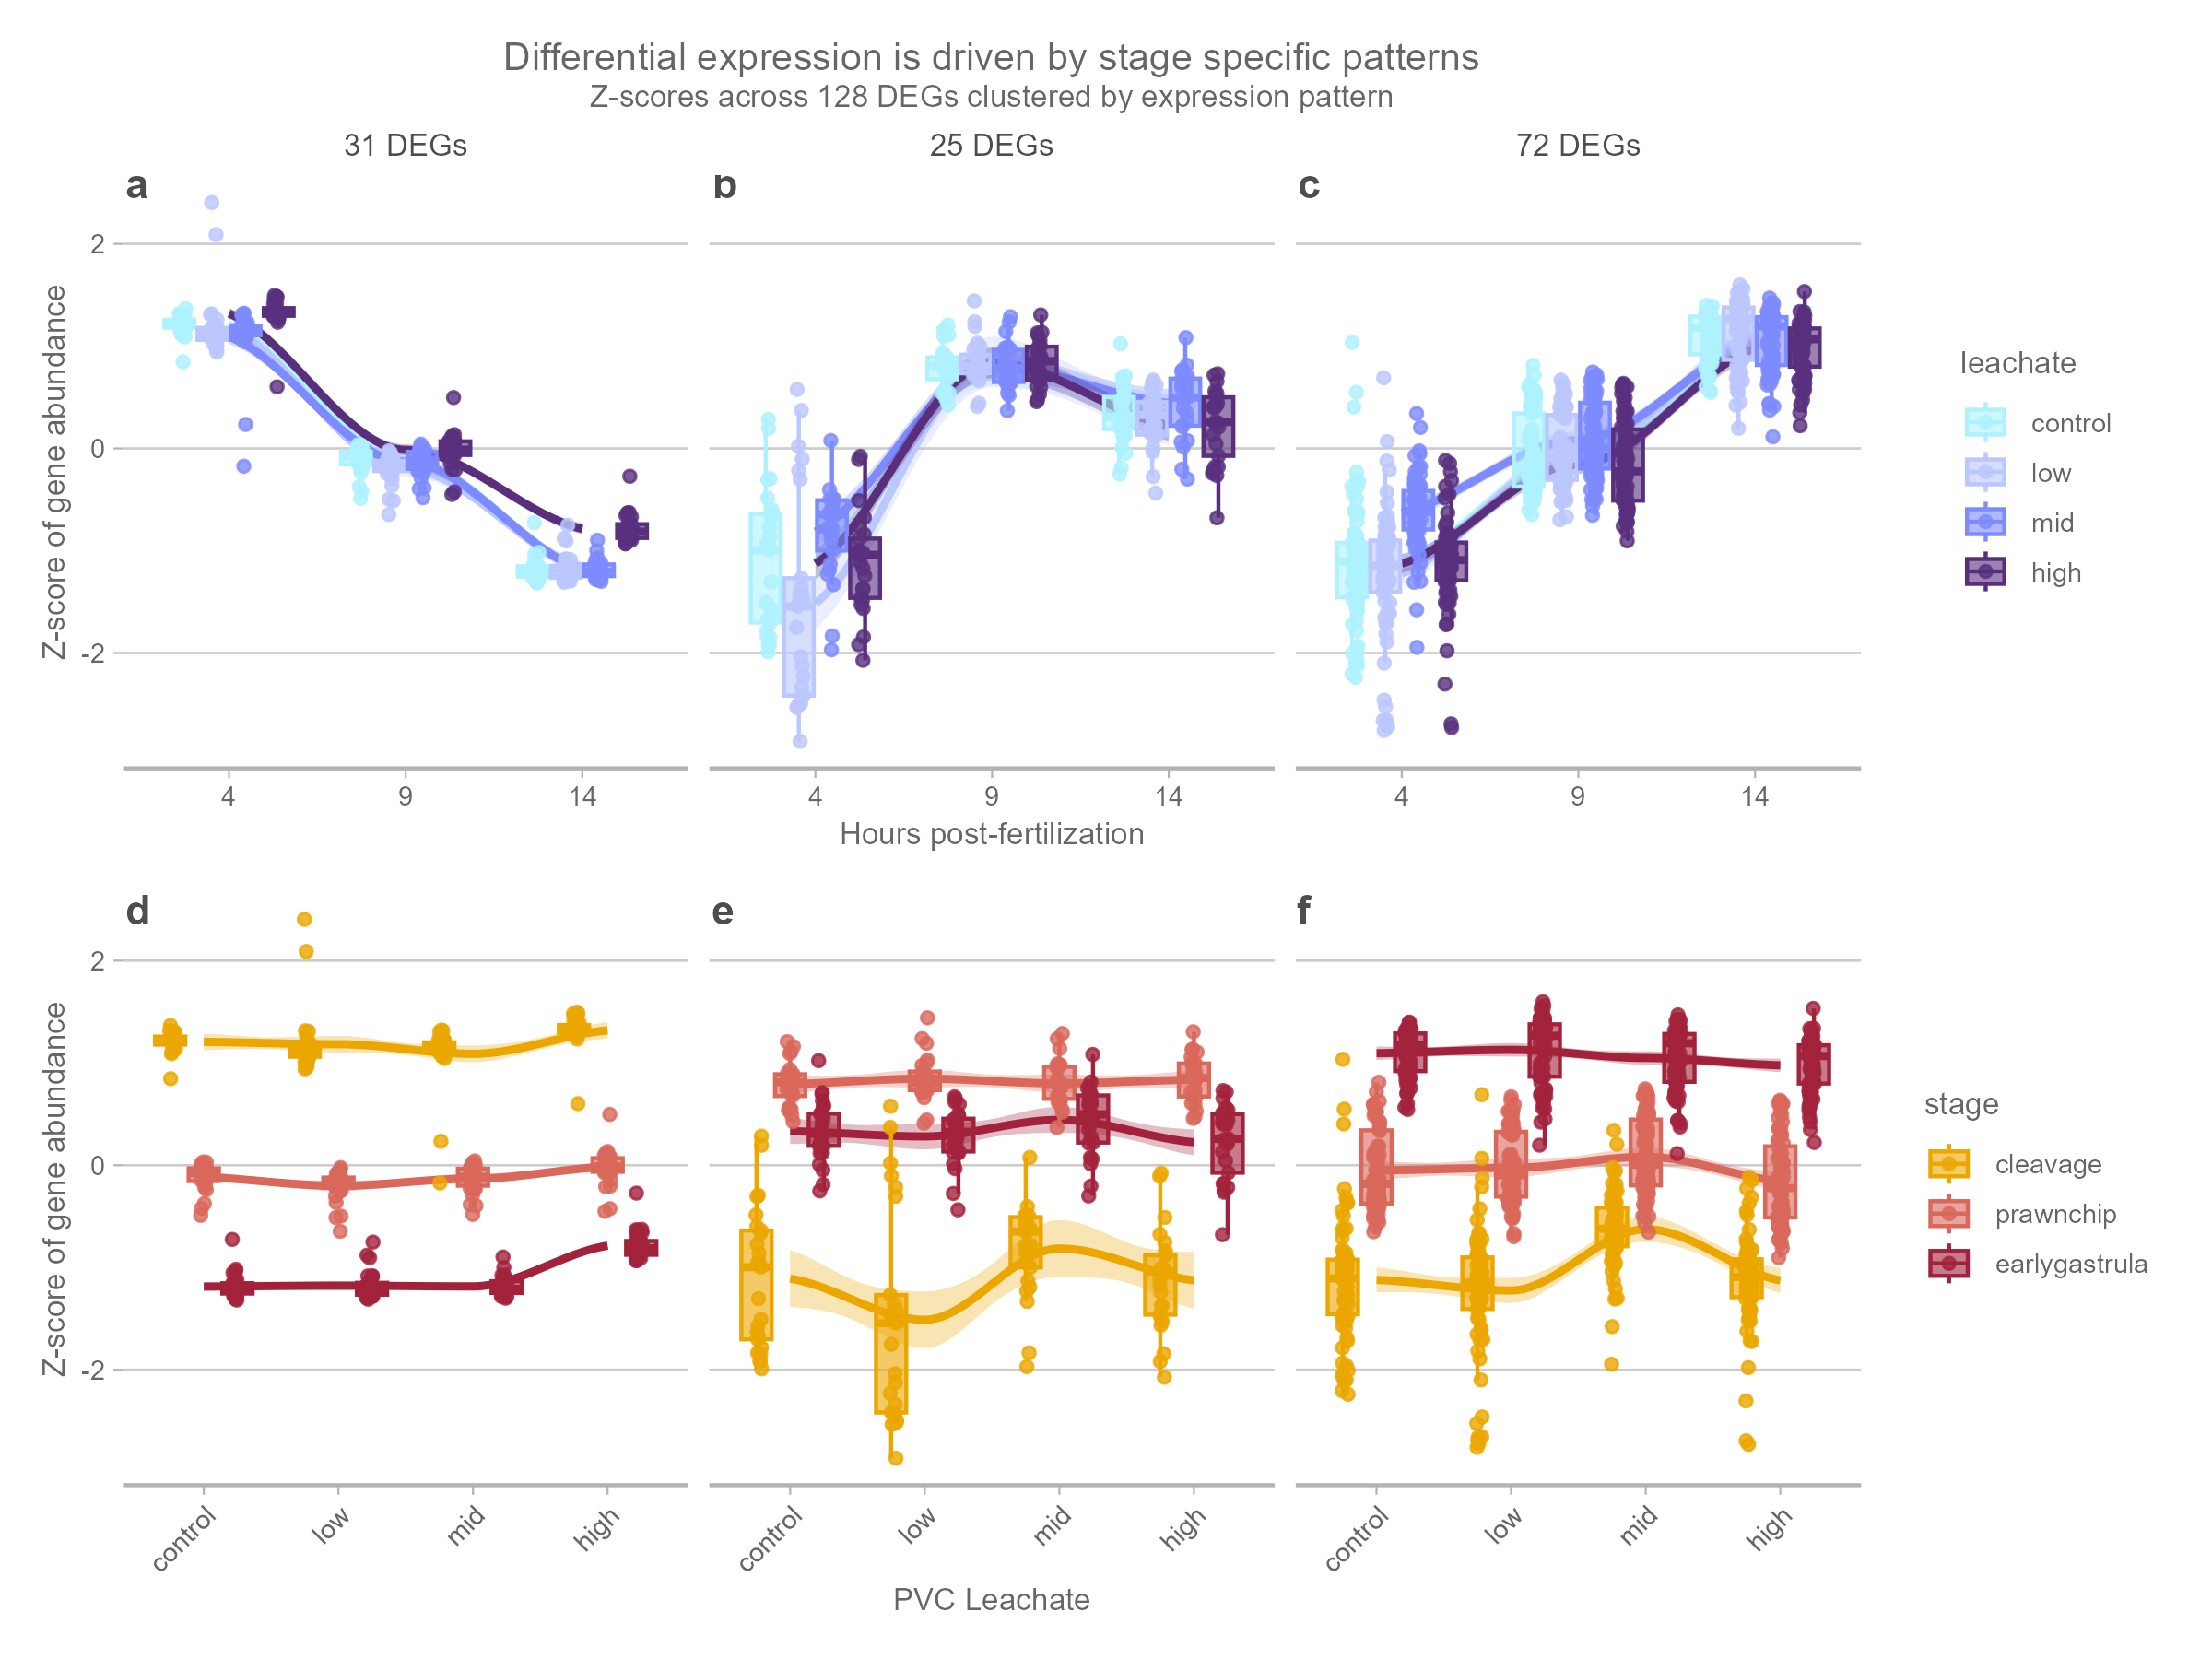 Differential expression is driven by stage specific patterns
Z-scores across 128 DEGs clustered by expression pattern
31 DEGs
25 DEGs
72 DEGs
a
b
c
Z-score of gene abundance
2
0
-2
4
9
14
4
9
14
4
9
14
Hours post-fertilization
leachate
control
low
mid
high
d
e
f
Z-score of gene abundance
2
0
-2
control
low
mid
high
control
low
mid
high
control
low
mid
high
PVC Leachate
stage
cleavage
prawnchip
earlygastrula